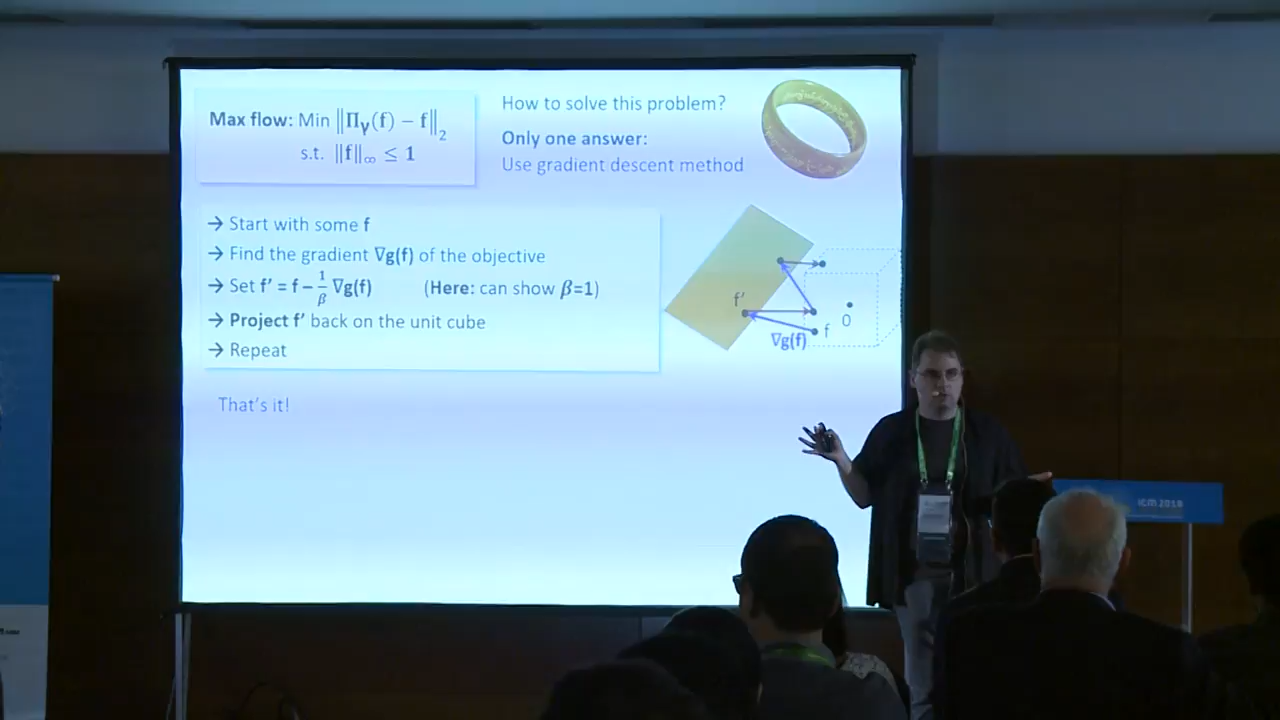 Max flow: Min ‖Π_γ(f) − f‖₂
s.t. ‖f‖∞ ≤ 1
How to solve this problem?
Only one answer:
Use gradient descent method
→ Start with some f
→ Find the gradient ∇g(f) of the objective
→ Set f' = f − 1/β ∇g(f) (Here: can show β=1)
→ Project f' back on the unit cube
→ Repeat
f'
f
0
∇g(f)
That's it!
ICM 2018